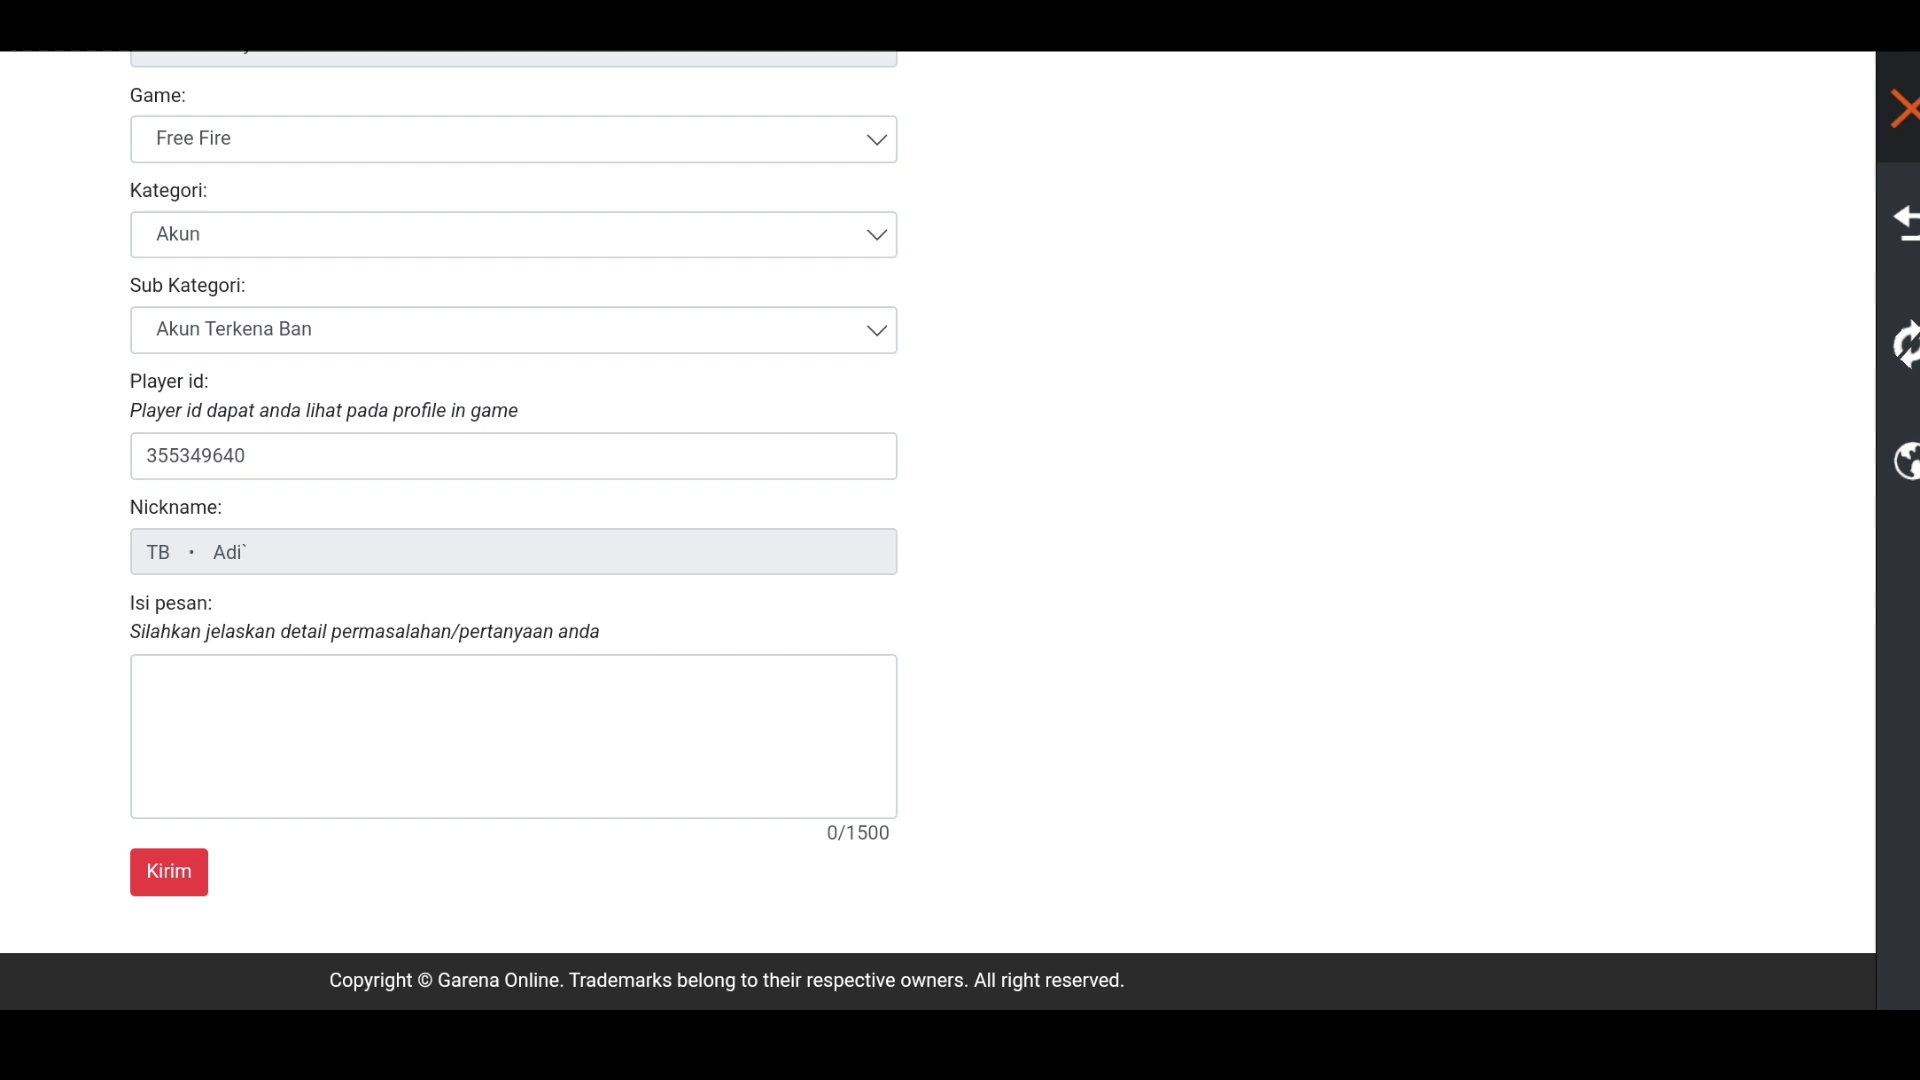 Game:
Free Fire
Kategori:
Akun
Sub Kategori:
Akun Terkena Ban
Player id:
Player id dapat anda lihat pada profile in game
355349640
Nickname:
TB • Adi`
Isi pesan:
Silahkan jelaskan detail permasalahan/pertanyaan anda
0/1500
Kirim
Copyright © Garena Online. Trademarks belong to their respective owners. All right reserved.